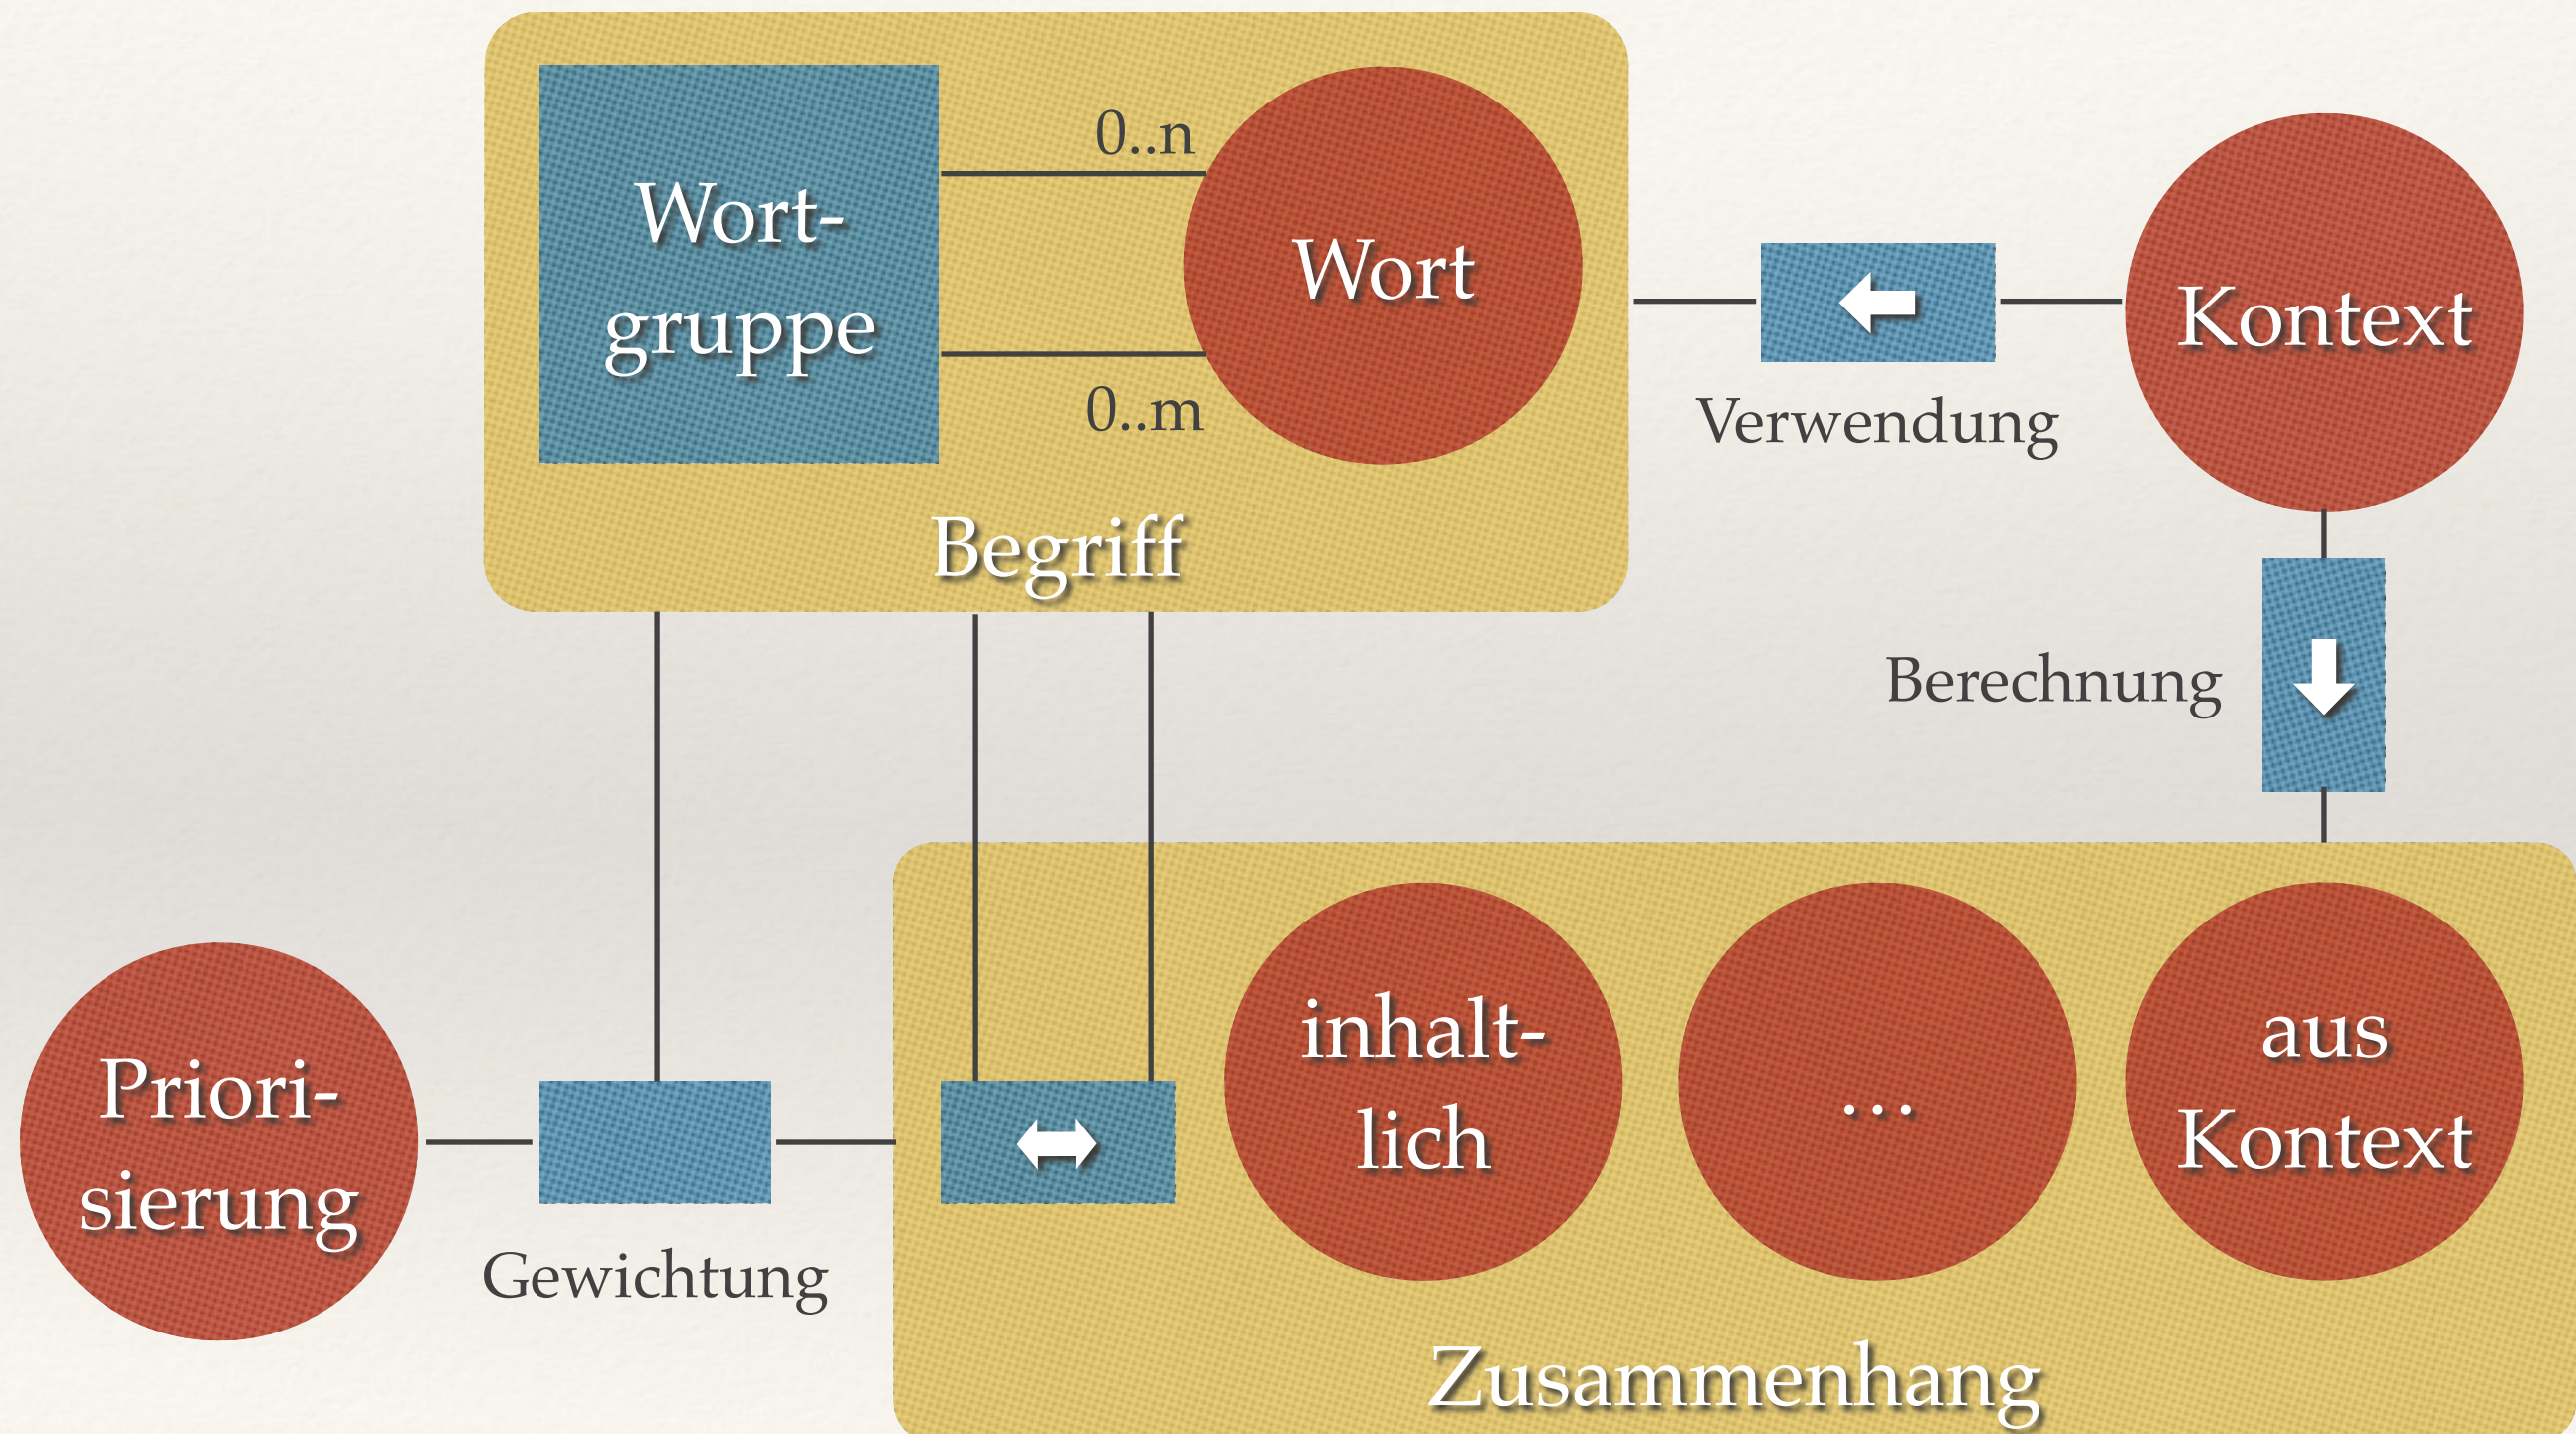 Wort-
gruppe
0..n
0..m
Wort
Begriff
Verwendung
Kontext
Berechnung
Priori-
sierung
Gewichtung
inhalt-
lich
...
aus
Kontext
Zusammenhang